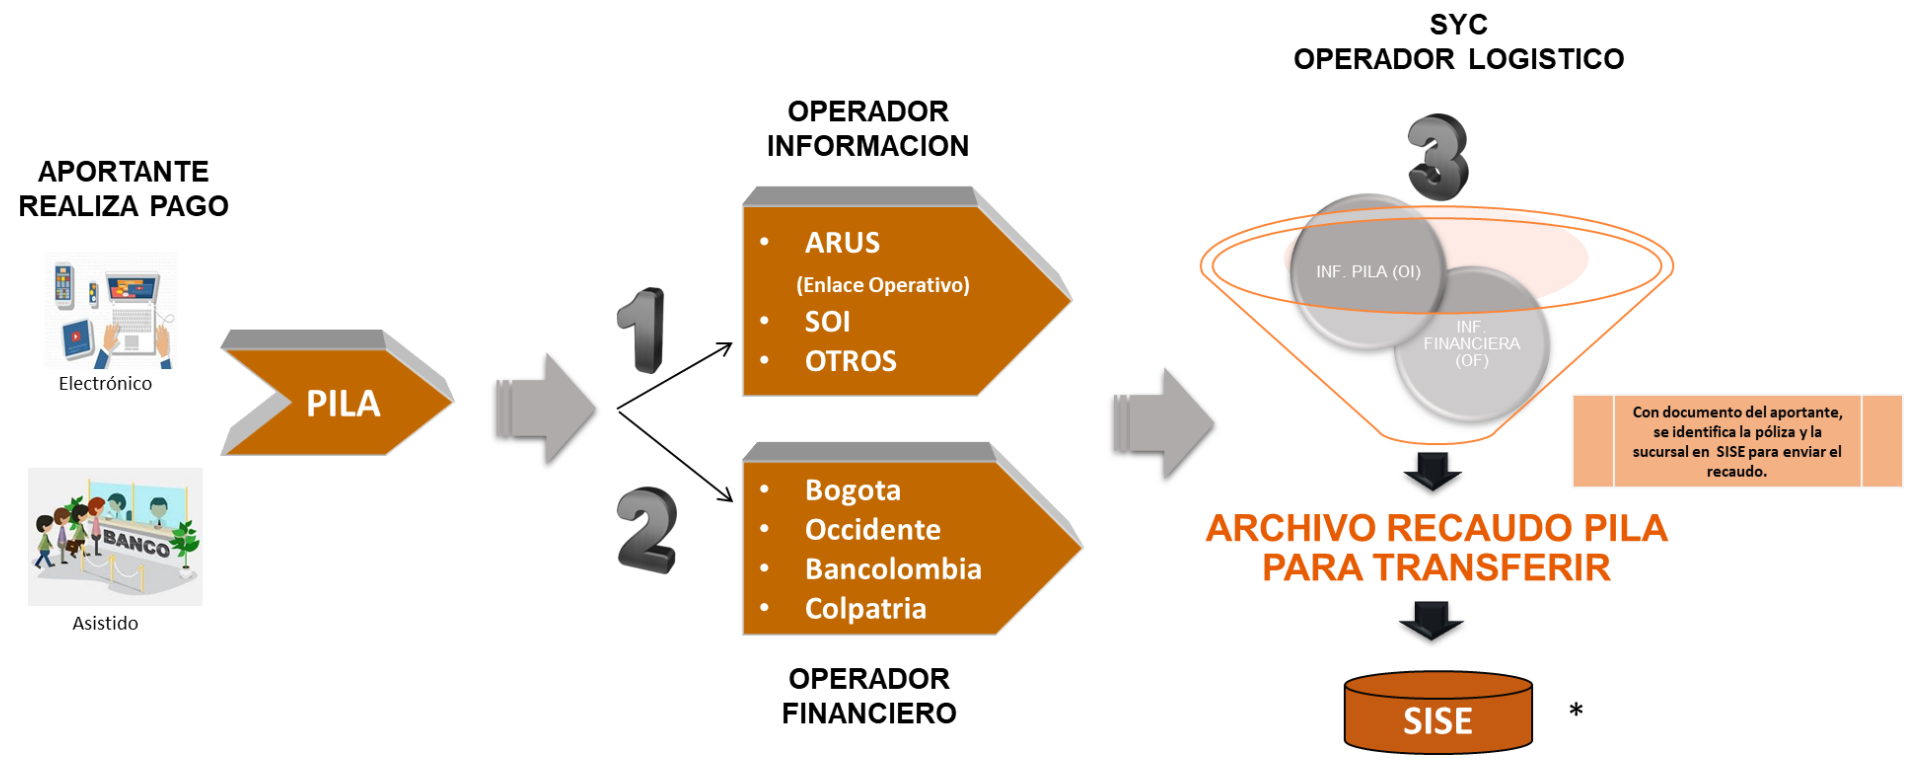 APORTANTE
REALIZA PAGO
Electrónico
BANCO
Asistido
PILA
1
2
OPERADOR
INFORMACION
• ARUS
(Enlace Operativo)
• SOI
• OTROS
• Bogota
• Occidente
• Bancolombia
• Colpatria
OPERADOR
FINANCIERO
SYC
OPERADOR LOGISTICO
3
INF. PILA (OI)
INF.
FINANCIERA
(OF)
Con documento del aportante,
se identifica la póliza y la
sucursal en SISE para enviar el
recaudo.
ARCHIVO RECAUDO PILA
PARA TRANSFERIR
SISE *